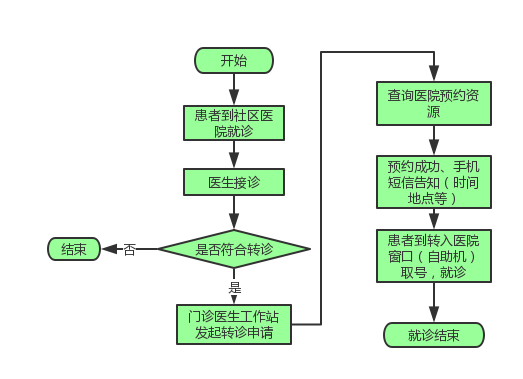 开始
患者到社区医
院就诊
医生接诊
是否符合转诊
否
结束
是
门诊医生工作站
发起转诊申请
查询医院预约资
源
预约成功、手机
短信告知（时间
地点等）
患者到转入医院
窗口（自助机）
取号，就诊
就诊结束